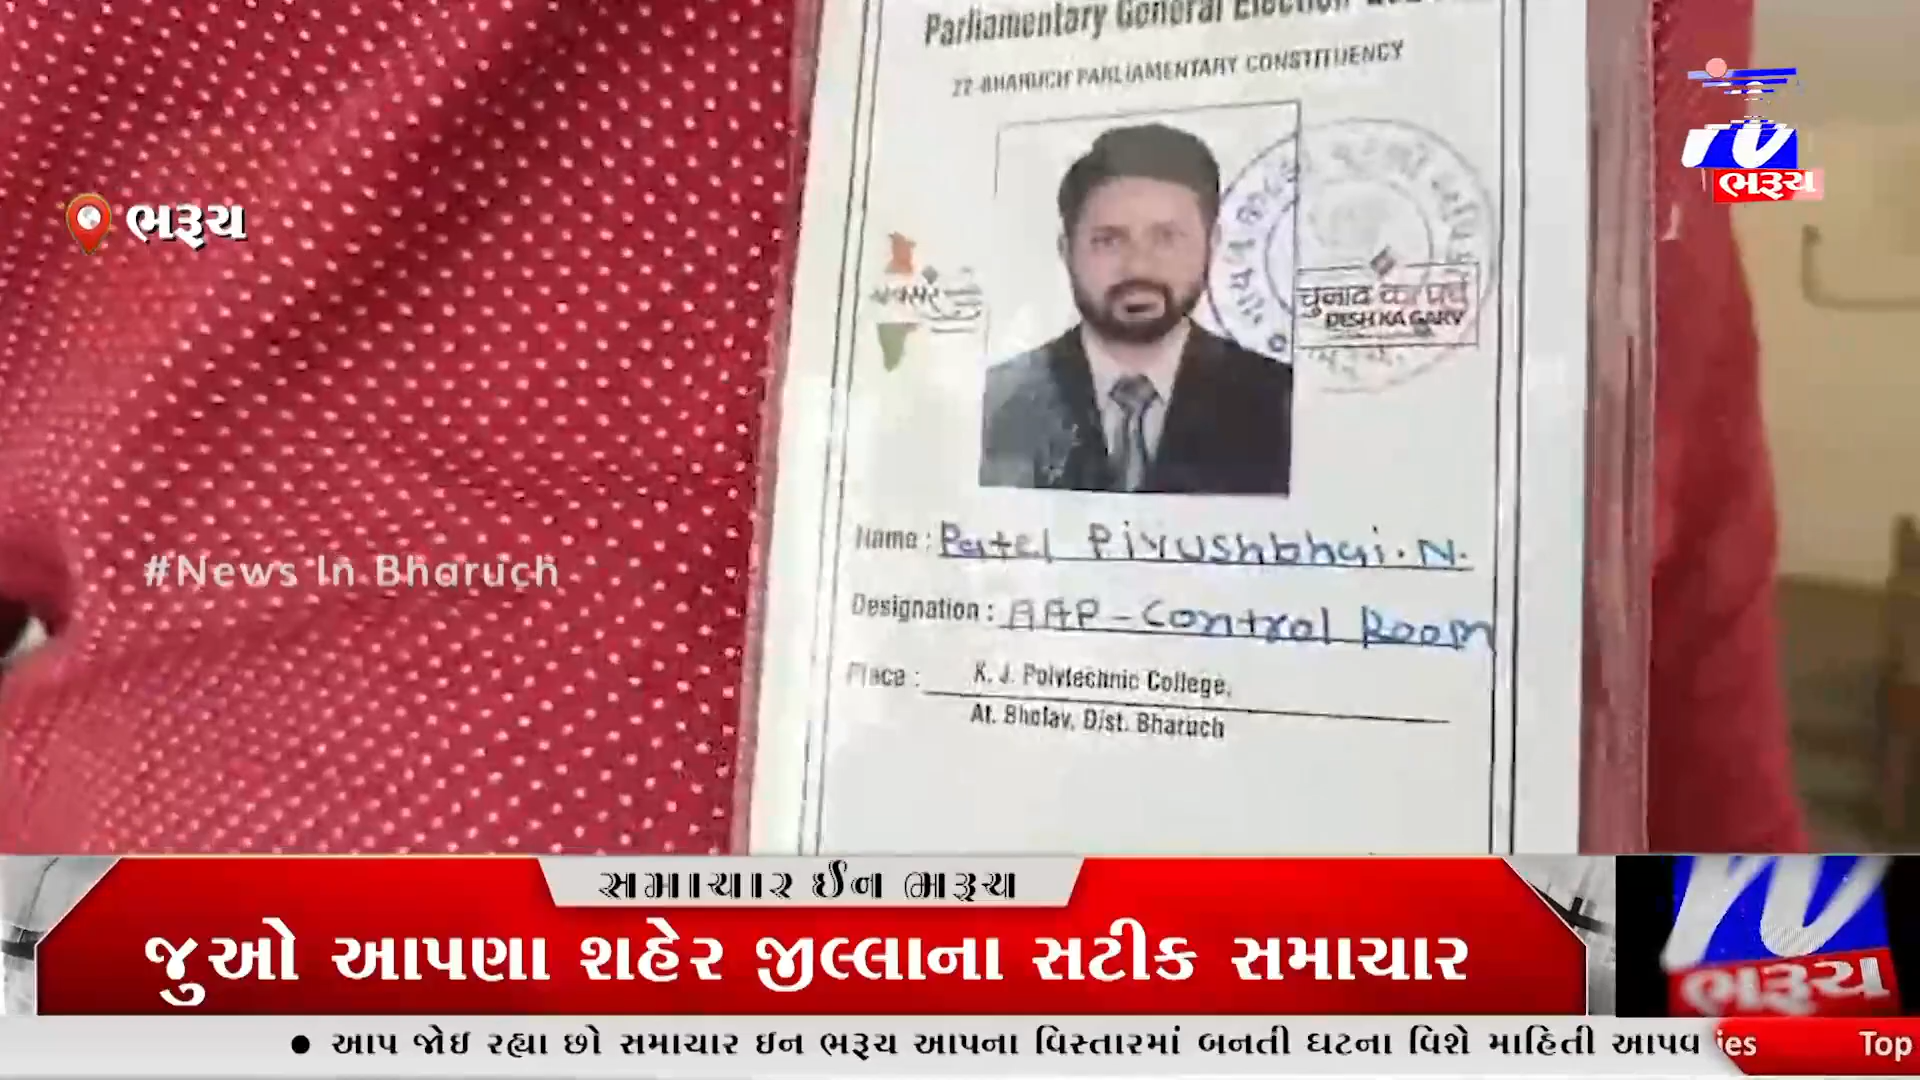 Parliamentary General Election
22-BHARUCH PARLIAMENTARY CONSTITUENCY
ભરૂચ
ભરૂચ
અવસર
चुनाव का पर्व
DESH KA GARV
Name : Patel Piyushbhai. N.
#News In Bharuch
Designation : AAP - Control Room
Place : K. J. Polytechnic College,
At. Bholav, Dist. Bharuch
સમાચાર ઈન ભરૂચ
જુઓ આપણા શહેર જીલ્લાના સટીક સમાચાર
ભરૂચ
● આપ જોઈ રહ્યા છો સમાચાર ઇન ભરૂચ આપના વિસ્તારમાં બનતી ઘટના વિશે માહિતી આપવ
ies Top